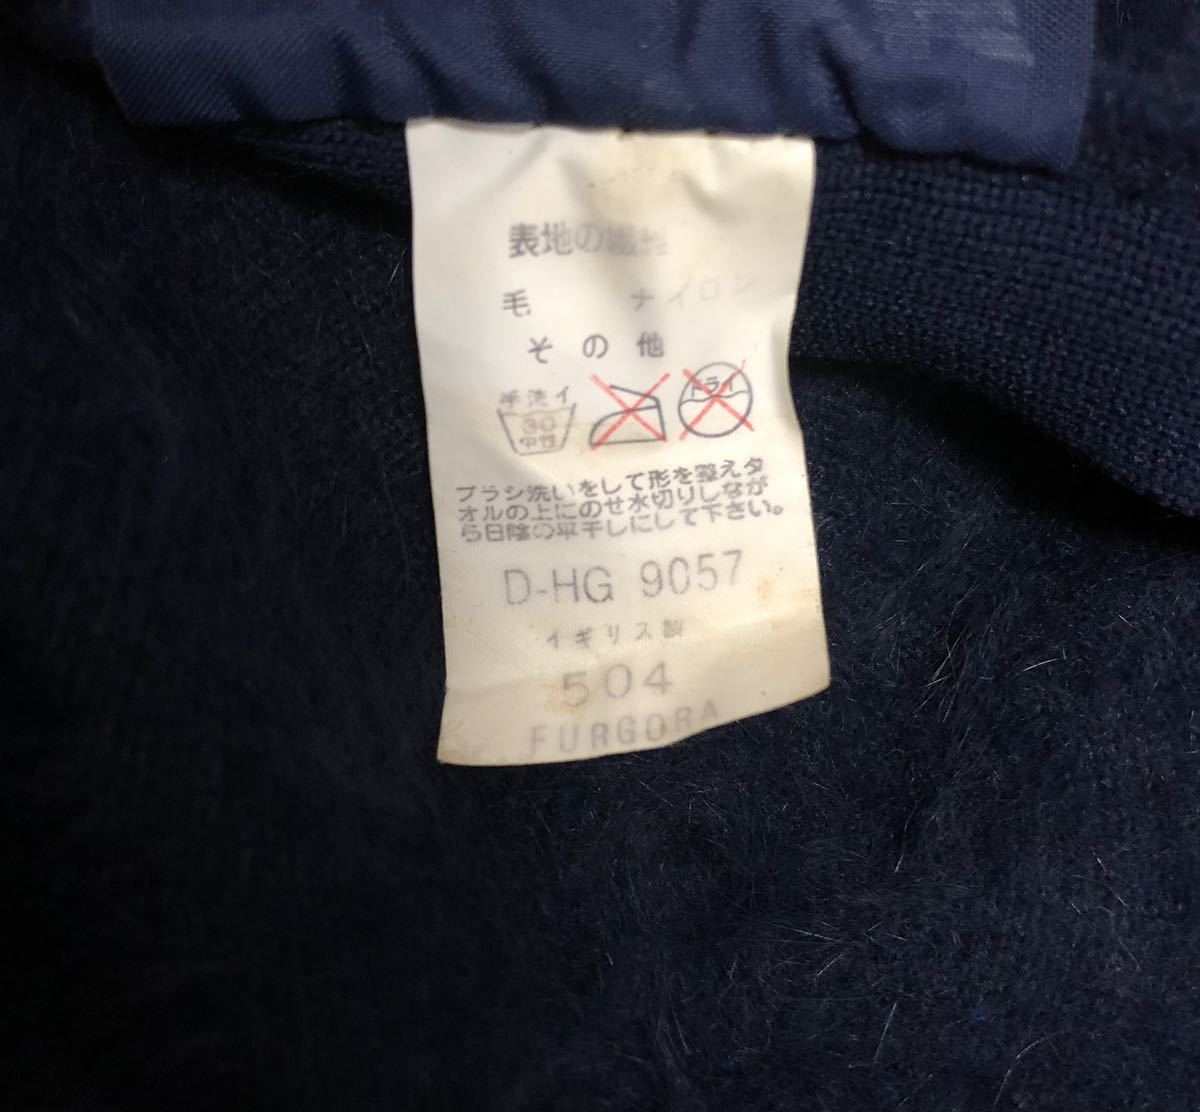 表地の繊維
毛 ナイロン
その他
手洗イ
30
中性
ドライ
ブラシ洗いをして形を整えタ
オルの上にのせ水切りしなが
ら日陰の平干しにして下さい。
D-HG 9057
イギリス製
504
FURGORA